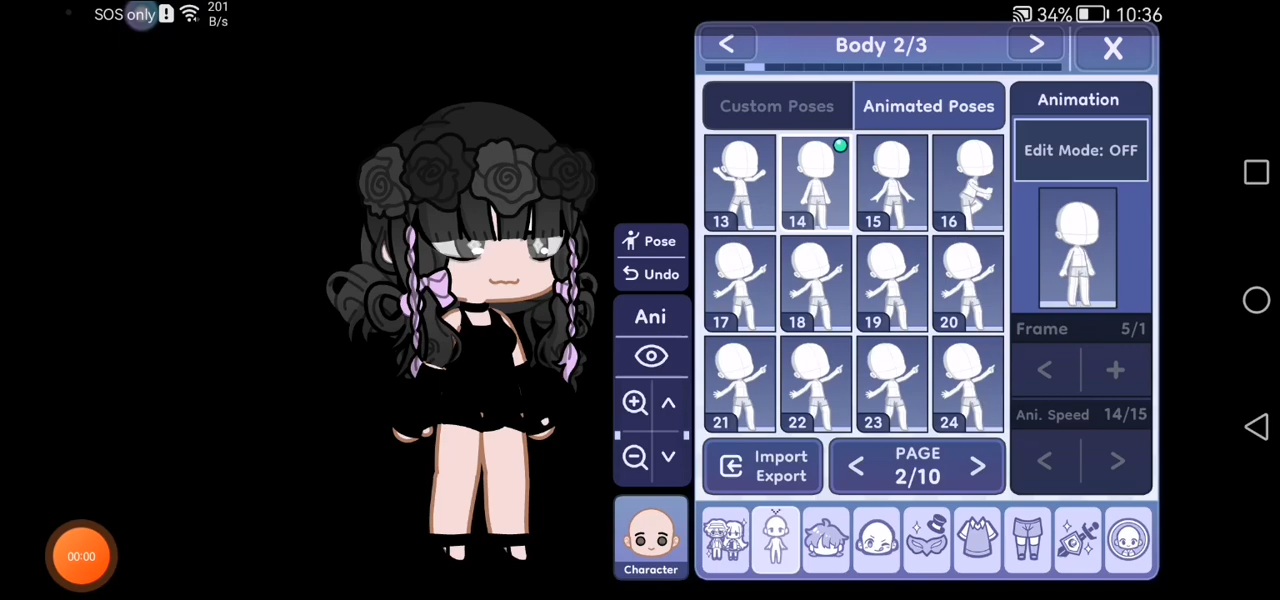 SOS only
201
B/s
34%
10:36
<
Body 2/3
>
X
Custom Poses
Animated Poses
Animation
Edit Mode: OFF
13
14
15
16
17
18
19
20
21
22
23
24
Pose
Undo
Ani
Character
Frame 5/1
<
+
Ani. Speed 14/15
<
>
Import
Export
<
PAGE
2/10
>
00:00